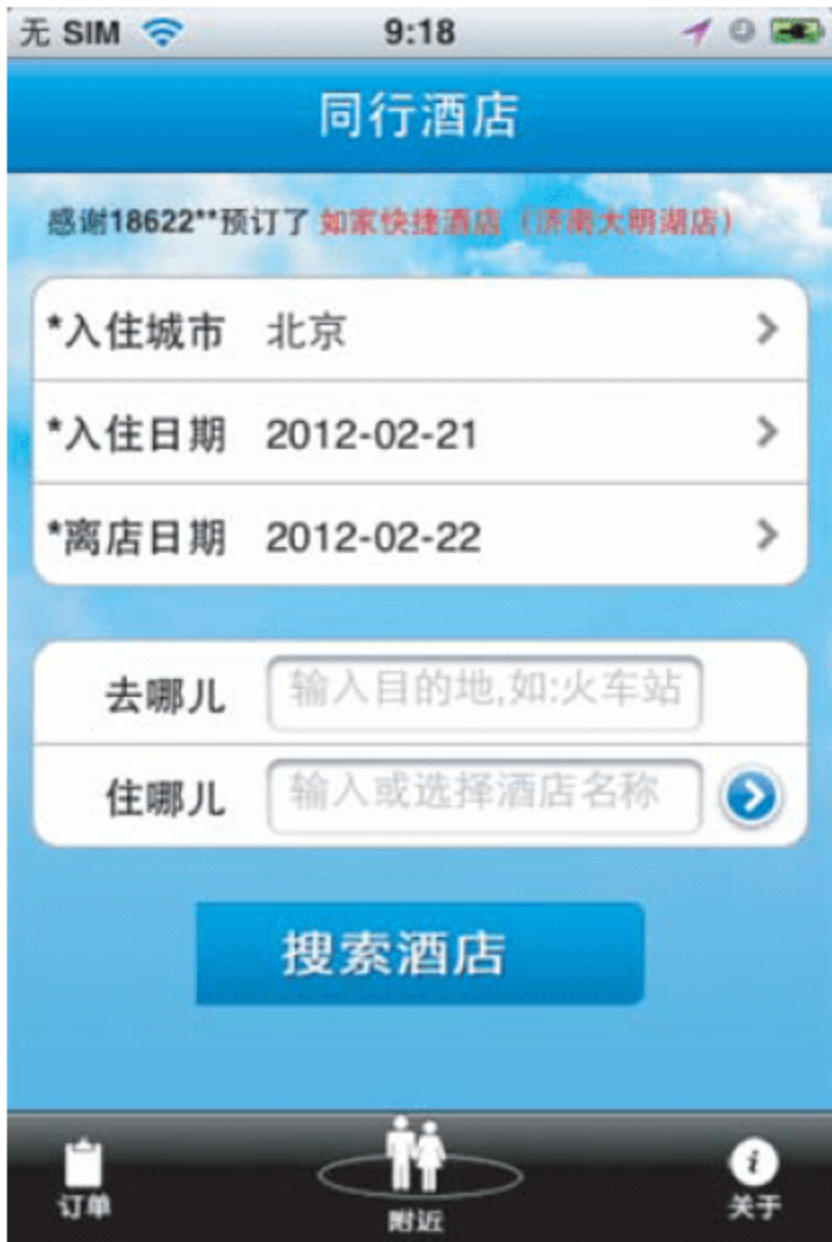 无 SIM 9:18
同行酒店
感谢18622**预订了 如家快捷酒店（济南大明湖店）
*入住城市 北京
*入住日期 2012-02-21
*离店日期 2012-02-22
去哪儿 输入目的地,如:火车站
住哪儿 输入或选择酒店名称
搜索酒店
订单 附近 关于